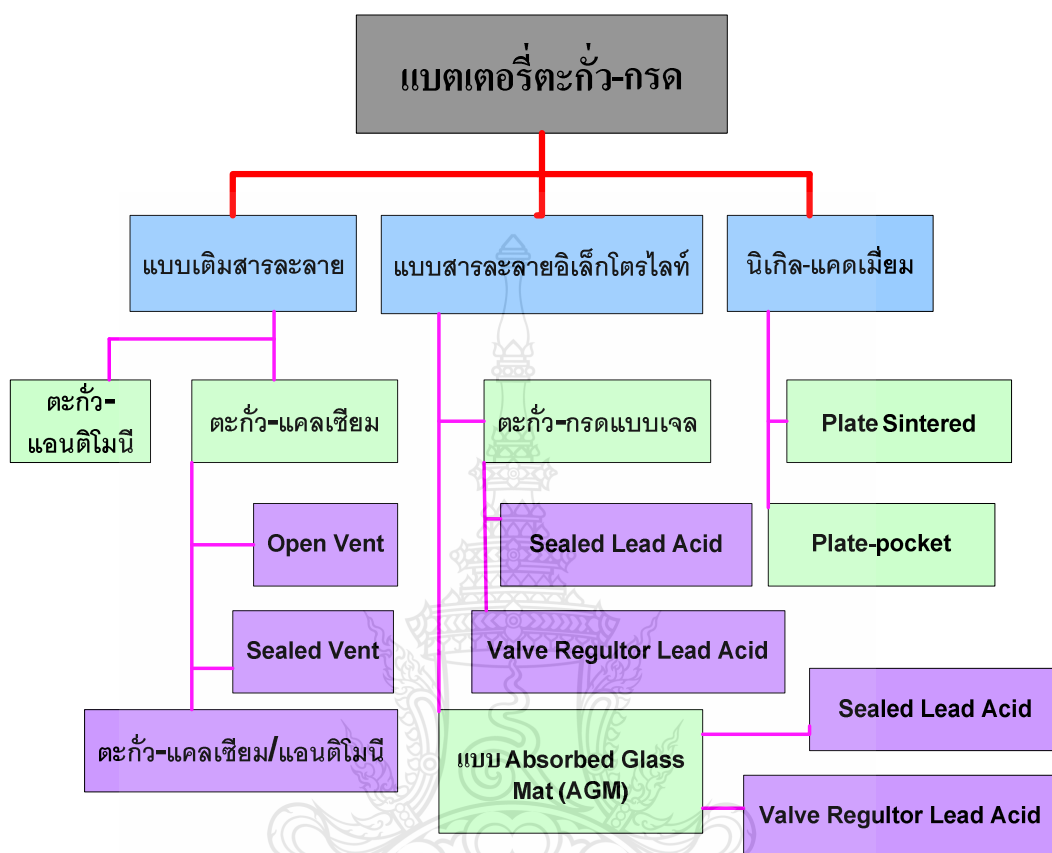 แบตเตอรี่ตะกั่ว-กรด
แบบเติมสารละลาย
แบบสารละลายอิเล็กโตรไลท์
นิเกิล-แคดเมี่ยม
ตะกั่ว-
แอนติโมนี
ตะกั่ว-แคลเซียม
ตะกั่ว-กรดแบบเจล
Plate Sintered
Open Vent
Sealed Lead Acid
Plate-pocket
Sealed Vent
Valve Regultor Lead Acid
Sealed Lead Acid
ตะกั่ว-แคลเซียม/แอนติโมนี
แบบ Absorbed Glass
Mat (AGM)
Valve Regultor Lead Acid